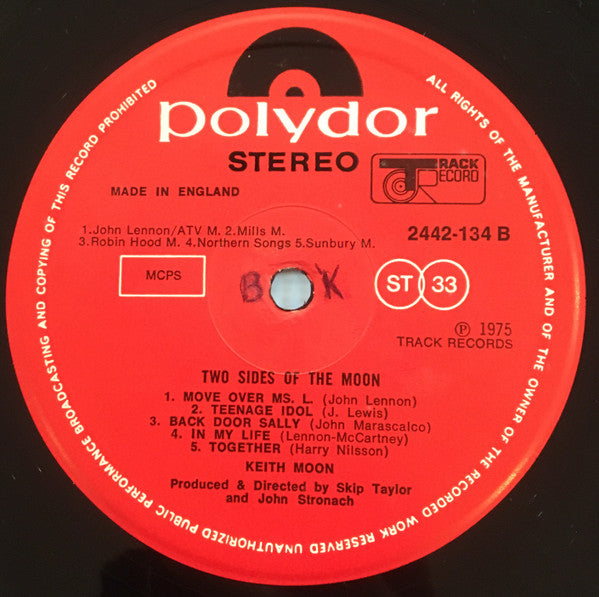 polydor
STEREO
TRACK
RECORD
MADE IN ENGLAND
1.John Lennon/ATV M. 2.Mills M.
3.Robin Hood M. 4.Northern Songs 5.Sunbury M.
2442-134 B
MCPS
B K
ST 33
℗ 1975
TRACK RECORDS
TWO SIDES OF THE MOON
1. MOVE OVER MS. L. (John Lennon)
2. TEENAGE IDOL (J. Lewis)
3. BACK DOOR SALLY (John Marascalco)
4. IN MY LIFE (Lennon-McCartney)
5. TOGETHER (Harry Nilsson)
KEITH MOON
Produced & Directed by Skip Taylor
and John Stronach
ALL RIGHTS OF THE MANUFACTURER AND OF THE OWNER OF THE RECORDED WORK RESERVED UNAUTHORIZED PUBLIC PERFORMANCE BROADCASTING AND COPYING OF THIS RECORD PROHIBITED